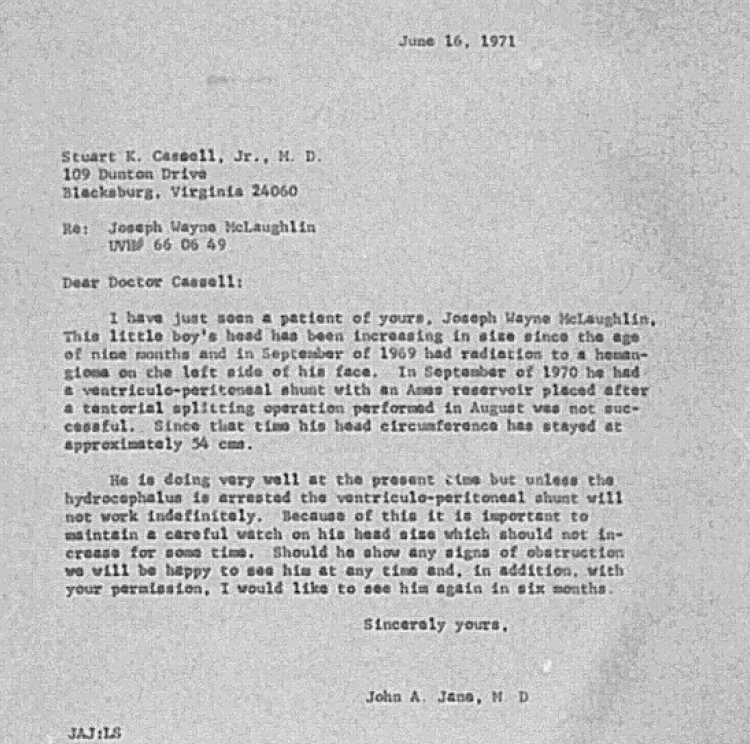 June 16, 1971
Stuart K. Cassell, Jr., M. D.
109 Dunton Drive
Blacksburg, Virginia 24060
Re: Joseph Wayne McLaughlin
UVH# 66 06 49
Dear Doctor Cassell:
I have just seen a patient of yours, Joseph Wayne McLaughlin.
This little boy's head has been increasing in size since the age
of nine months and in September of 1969 had radiation to a heman-
gioma on the left side of his face. In September of 1970 he had
a ventriculo-peritoneal shunt with an Ames reservoir placed after
a tentorial splitting operation performed in August was not suc-
cessful. Since that time his head circumference has stayed at
approximately 54 cms.
He is doing very well at the present time but unless the
hydrocephalus is arrested the ventriculo-peritoneal shunt will
not work indefinitely. Because of this it is important to
maintain a careful watch on his head size which should not in-
crease for some time. Should he show any signs of obstruction
we will be happy to see him at any time and, in addition, with
your permission, I would like to see him again in six months.
Sincerely yours,
John A. Jane, M D
JAJ:LS